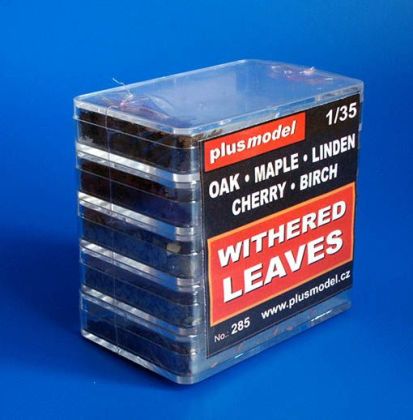 plusmodel 1/35
OAK • MAPLE • LINDEN
CHERRY • BIRCH
WITHERED
LEAVES
No.: 285 www.plusmodel.cz